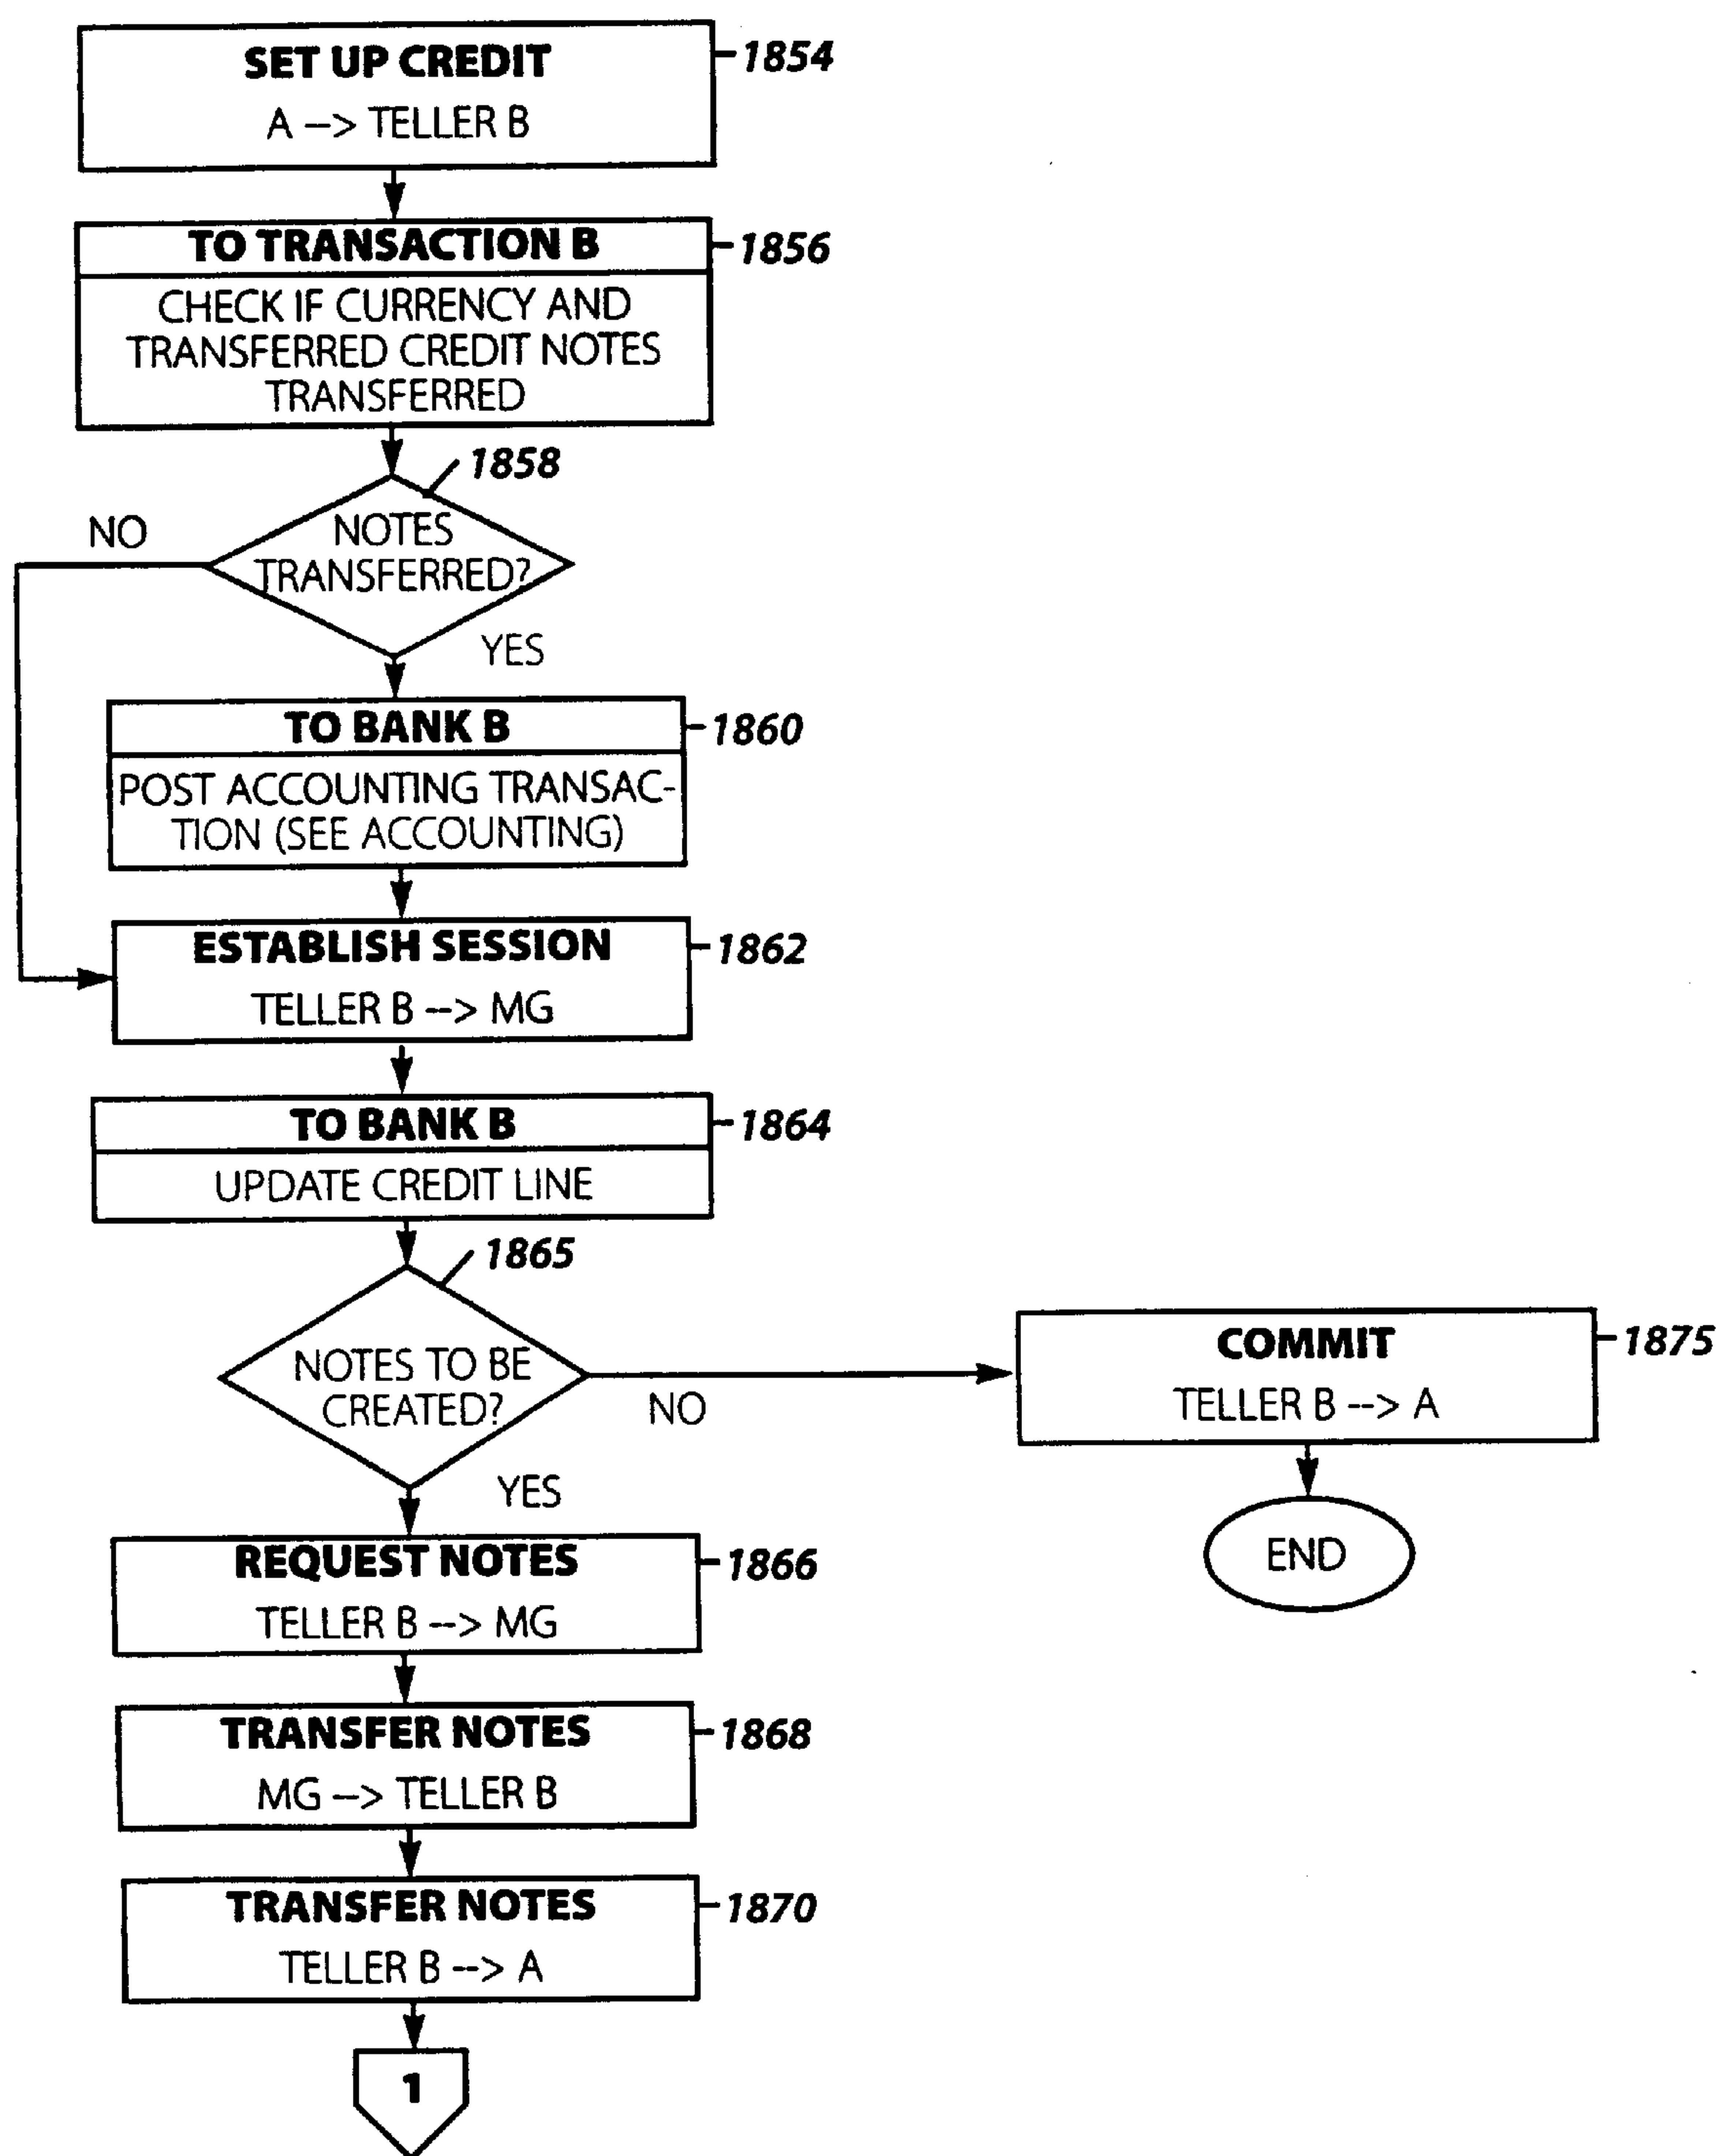 SET UP CREDIT
A --> TELLER B
1854
TO TRANSACTION B
1856
CHECK IF CURRENCY AND
TRANSFERRED CREDIT NOTES
TRANSFERRED
1858
NO
NOTES
TRANSFERRED?
YES
TO BANK B
1860
POST ACCOUNTING TRANSAC-
TION (SEE ACCOUNTING)
ESTABLISH SESSION
1862
TELLER B --> MG
TO BANK B
1864
UPDATE CREDIT LINE
1865
NOTES TO BE
CREATED?
NO
YES
COMMIT
1875
TELLER B --> A
END
REQUEST NOTES
1866
TELLER B --> MG
TRANSFER NOTES
1868
MG --> TELLER B
TRANSFER NOTES
1870
TELLER B --> A
1